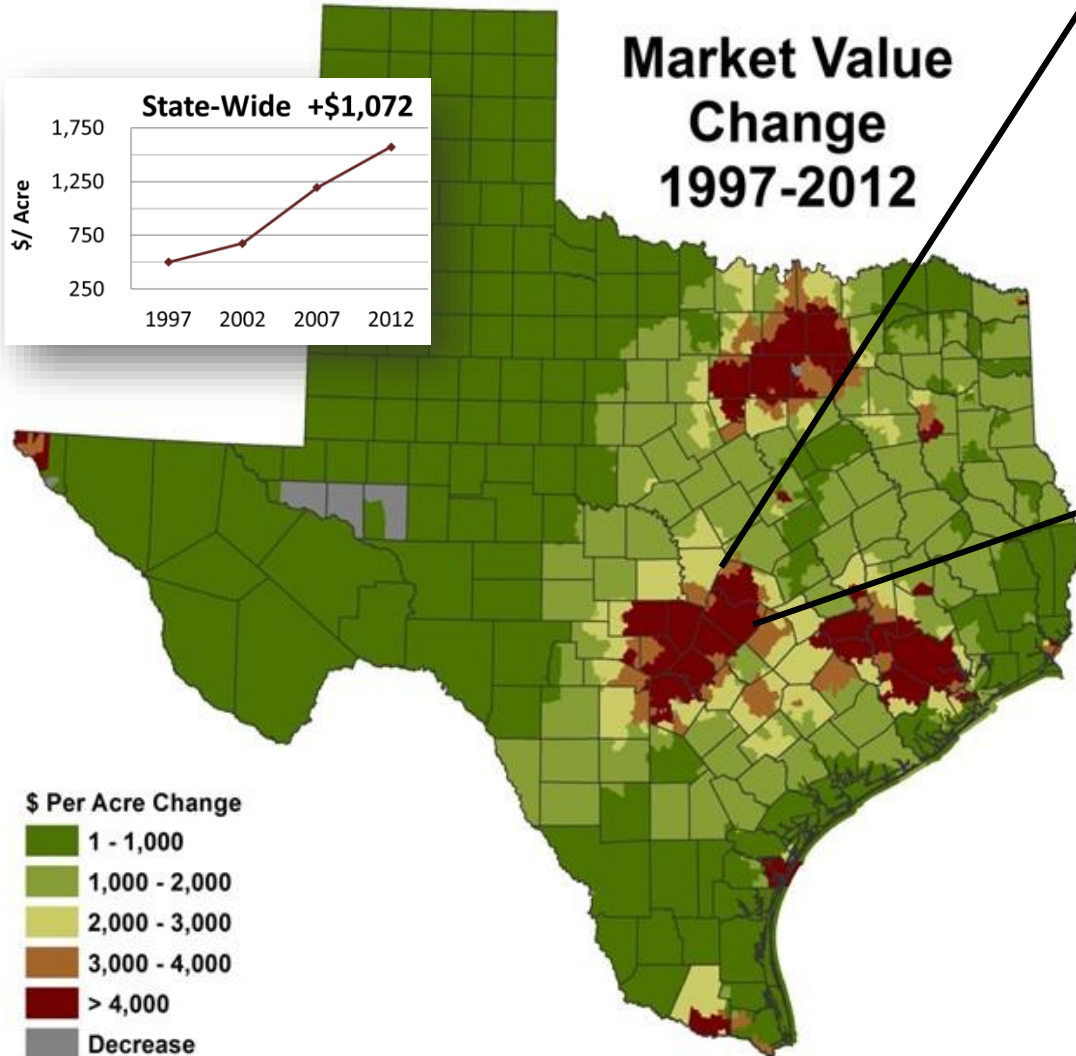 Market Value
Change
1997-2012
State-Wide +$1,072
$/ Acre
1,750
1,250
750
250
1997 2002 2007 2012
$ Per Acre Change
1 - 1,000
1,000 - 2,000
2,000 - 3,000
3,000 - 4,000
> 4,000
Decrease